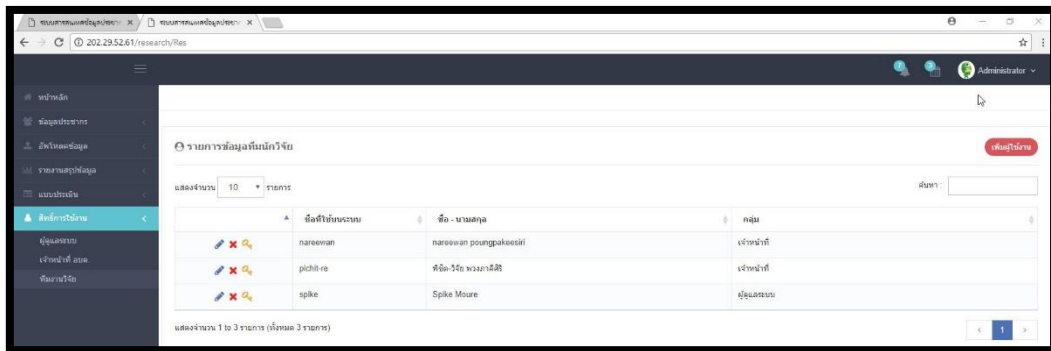 ระบบสารสนเทศข้อมูลประชาก ระบบสารสนเทศข้อมูลประชาก
202.29.52.61/research/Res
7 3 Administrator
หน้าหลัก
ข้อมูลประชากร
อัพโหลดข้อมูล
รายงานสรุปข้อมูล
แบบประเมิน
สิทธิ์การใช้งาน
ผู้ดูแลระบบ
เจ้าหน้าที่ อบต.
ทีมงานวิจัย
รายการข้อมูลทีมนักวิจัย
เพิ่มผู้ใช้งาน
แสดงจำนวน 10 รายการ
ค้นหา :
ชื่อที่ใช้บนระบบ ชื่อ - นามสกุล กลุ่ม
nareewan nareewan poungpakeesiri เจ้าหน้าที่
pichit-re พิชิต-วิจัย พวงภาคีศิริ เจ้าหน้าที่
spike Spike Moure ผู้ดูแลระบบ
แสดงจำนวน 1 to 3 รายการ (ทั้งหมด 3 รายการ)
1